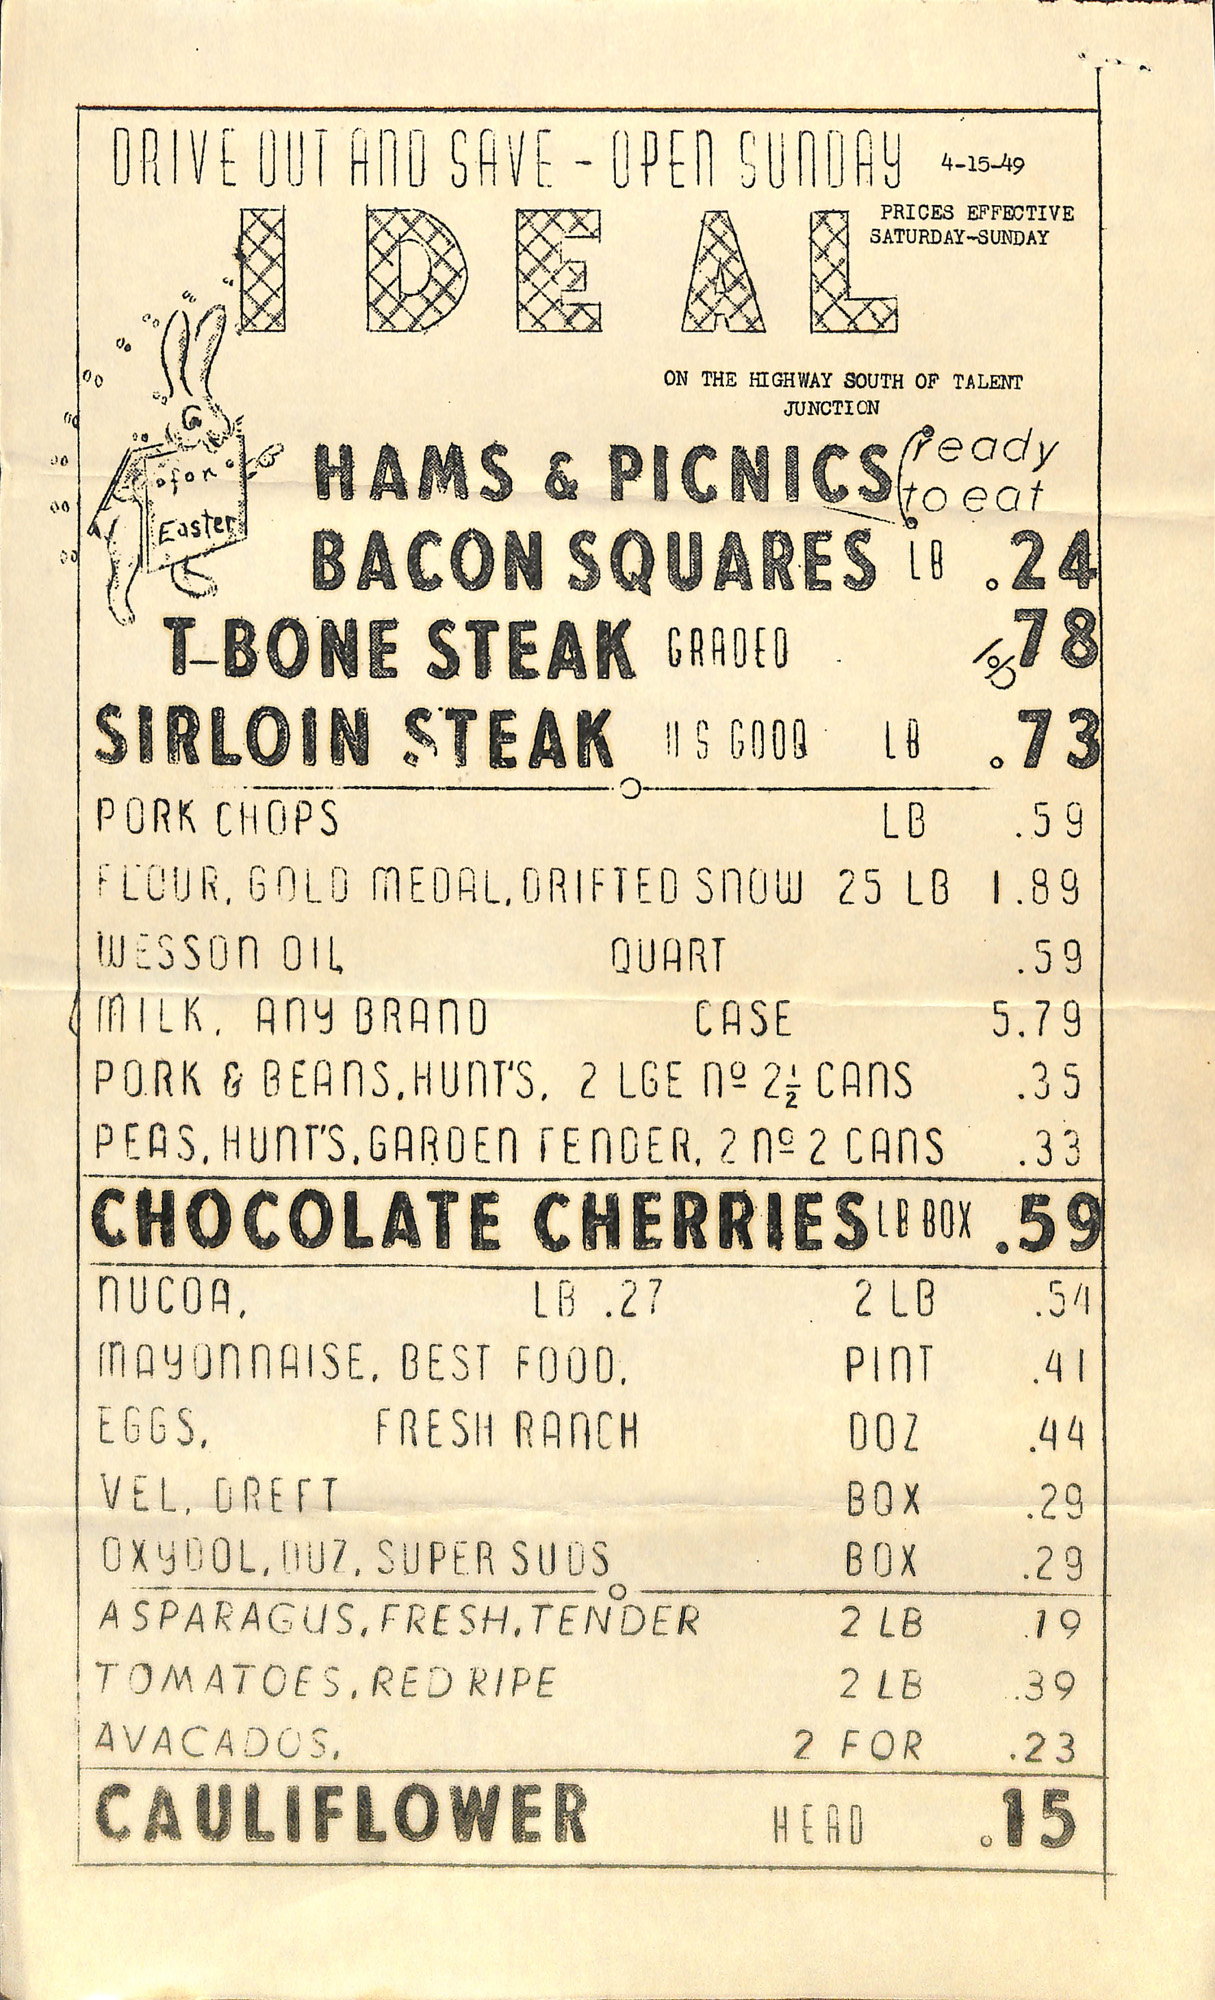 DRIVE OUT AND SAVE - OPEN SUNDAY 4-15-49
IDEAL
PRICES EFFECTIVE
SATURDAY-SUNDAY
ON THE HIGHWAY SOUTH OF TALENT
JUNCTION
for
Easter
HAMS & PICNICS ready
to eat
BACON SQUARES LB .24
T-BONE STEAK GRADED lb 78
SIRLOIN STEAK US GOOD LB .73
PORK CHOPS LB .59
FLOUR, GOLD MEDAL, DRIFTED SNOW 25 LB 1.89
WESSON OIL QUART .59
MILK, ANY BRAND CASE 5.79
PORK & BEANS, HUNT'S, 2 LGE Nº 2½ CANS .35
PEAS, HUNT'S, GARDEN TENDER, 2 Nº 2 CANS .33
CHOCOLATE CHERRIES LB BOX .59
NUCOA, LB .27 2 LB .54
MAYONNAISE, BEST FOOD, PINT .41
EGGS, FRESH RANCH DOZ .44
VEL, DREFT BOX .29
OXYDOL, DUZ, SUPER SUDS BOX .29
ASPARAGUS, FRESH, TENDER 2 LB .19
TOMATOES, RED RIPE 2 LB .39
AVACADOS, 2 FOR .23
CAULIFLOWER HEAD .15